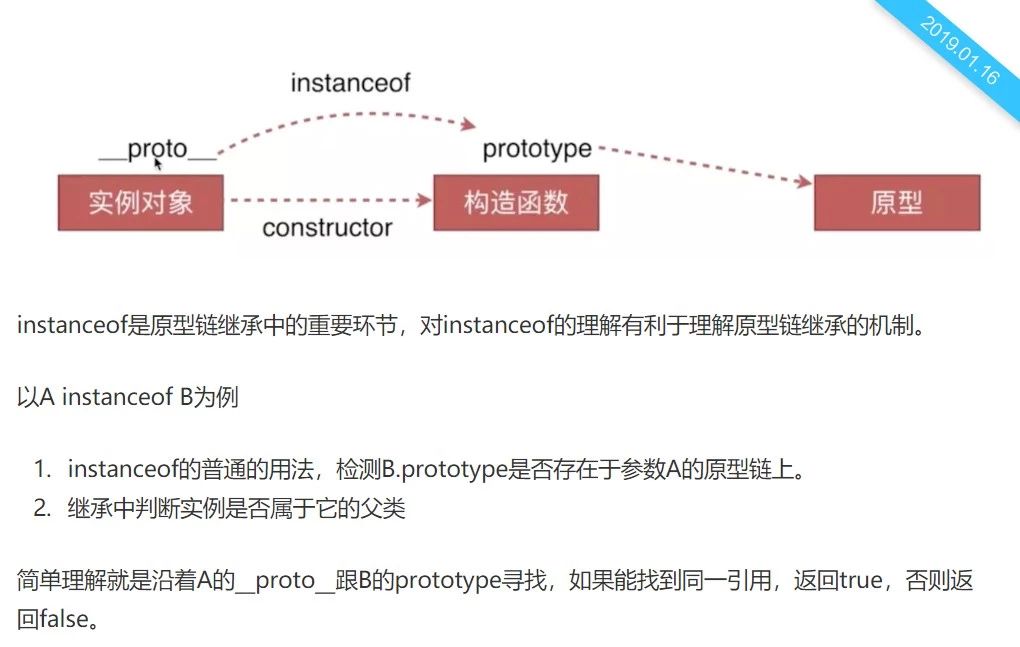 2019.01.16
instanceof
__proto__
prototype
实例对象
构造函数
原型
constructor
instanceof是原型链继承中的重要环节，对instanceof的理解有利于理解原型链继承的机制。
以A instanceof B为例
1. instanceof的普通的用法，检测B.prototype是否存在于参数A的原型链上。
2. 继承中判断实例是否属于它的父类
简单理解就是沿着A的__proto__跟B的prototype寻找，如果能找到同一引用，返回true，否则返
回false。